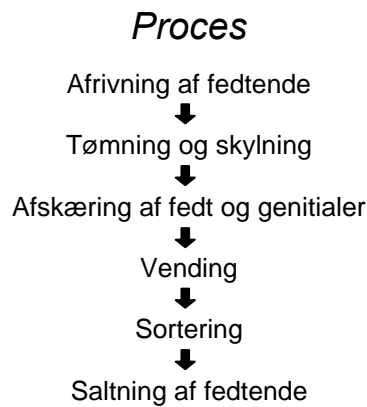 Proces
Afrivning af fedtende
Tømning og skylning
Afskæring af fedt og genitialer
Vending
Sortering
Saltning af fedtende